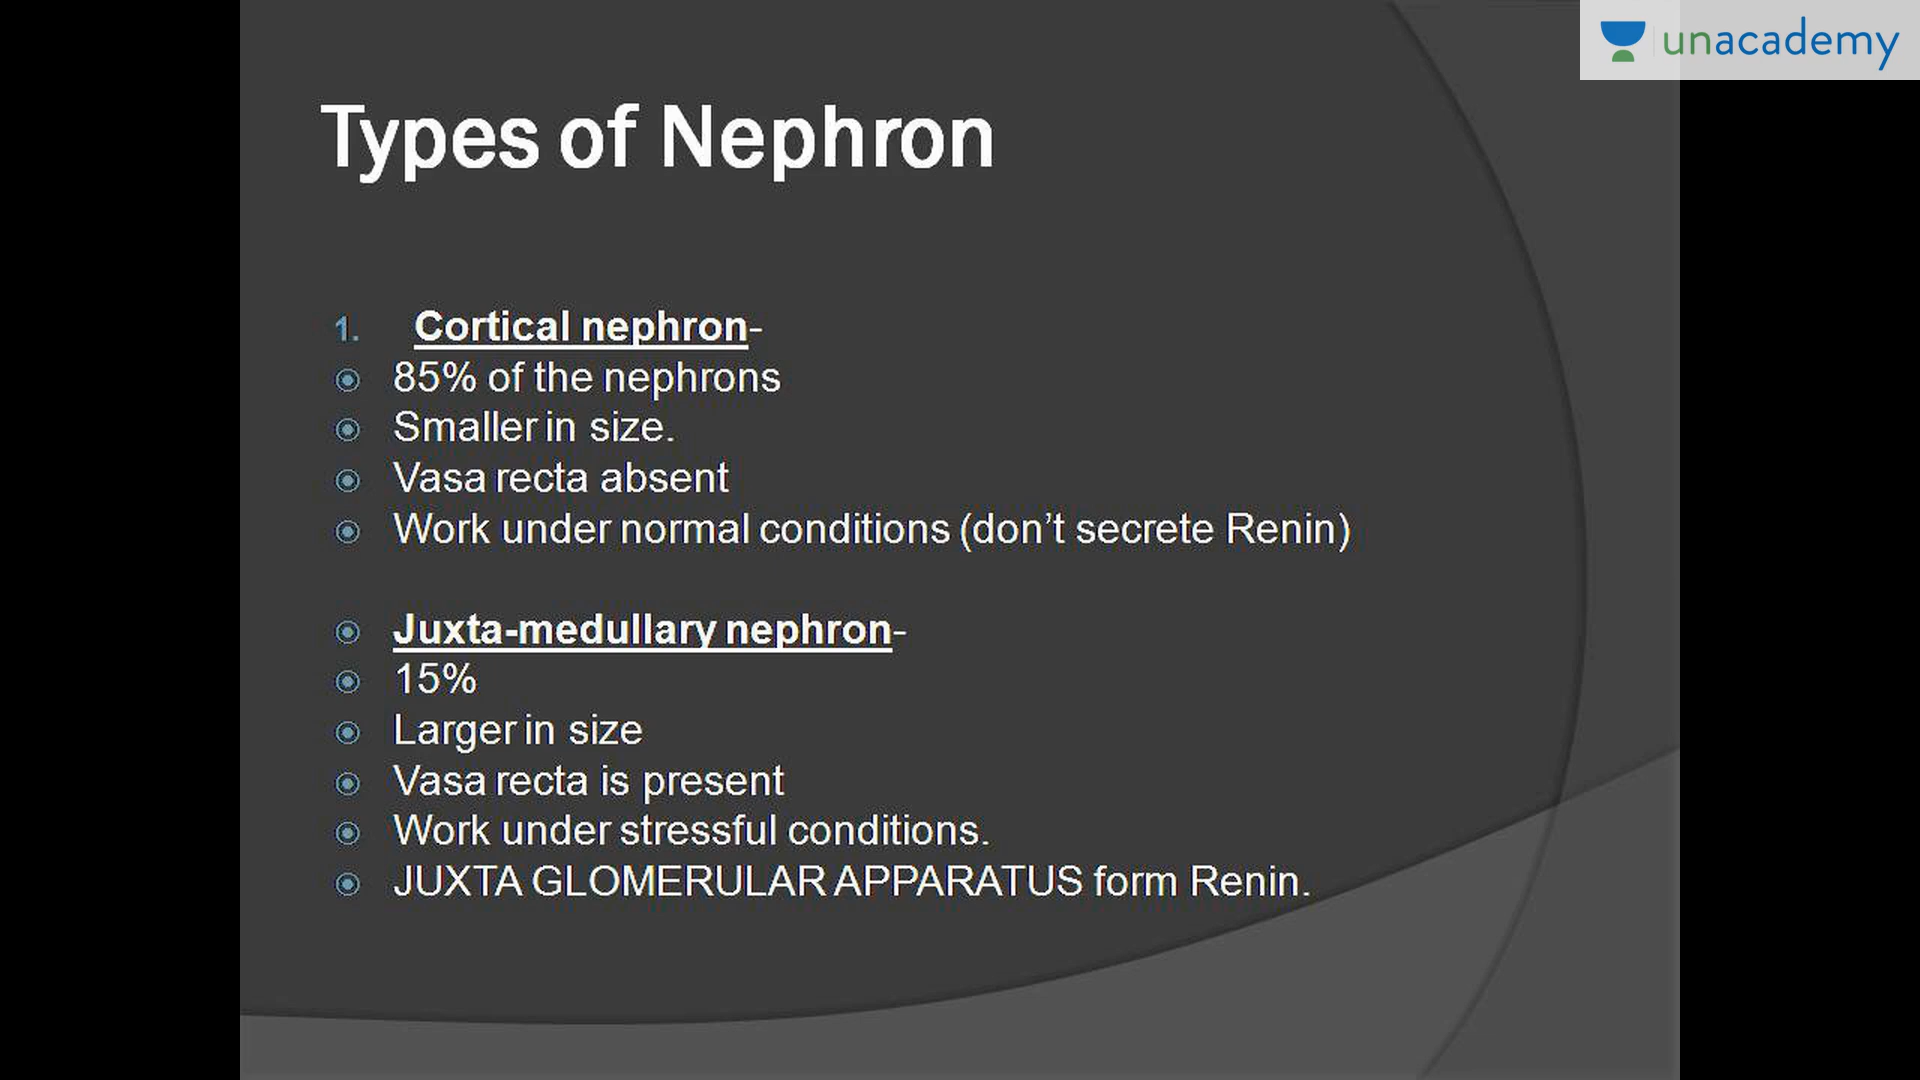 unacademy
Types of Nephron
1. Cortical nephron-
85% of the nephrons
Smaller in size.
Vasa recta absent
Work under normal conditions (don’t secrete Renin)
Juxta-medullary nephron-
15%
Larger in size
Vasa recta is present
Work under stressful conditions.
JUXTA GLOMERULAR APPARATUS form Renin.